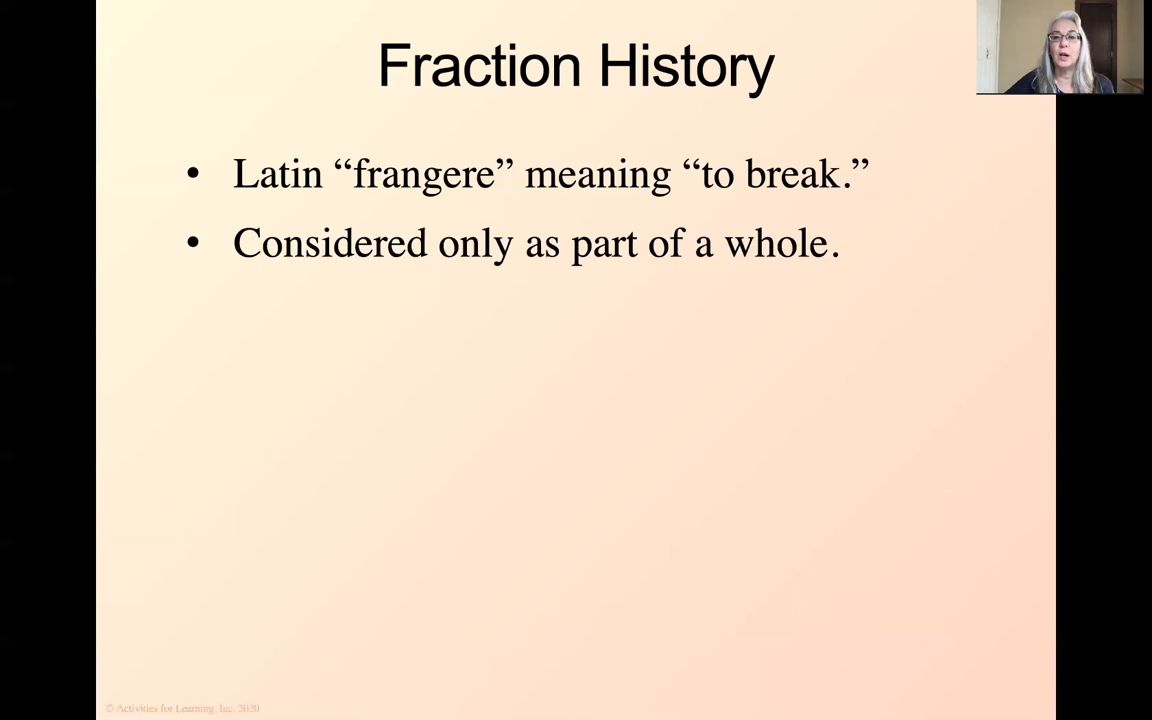 Fraction History
• Latin “frangere” meaning “to break.”
• Considered only as part of a whole.
© Activities for Learning, Inc. 2020